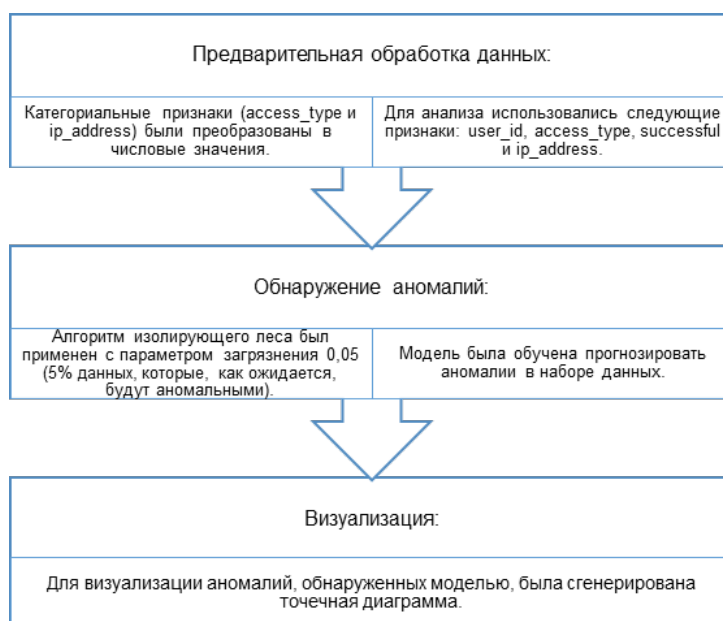 Предварительная обработка данных:
Категориальные признаки (access_type и
ip_address) были преобразованы в
числовые значения.
Для анализа использовались следующие
признаки: user_id, access_type, successful
и ip_address.
Обнаружение аномалий:
Алгоритм изолирующего леса был
применен с параметром загрязнения 0,05
(5% данных, которые, как ожидается,
будут аномальными).
Модель была обучена прогнозировать
аномалии в наборе данных.
Визуализация:
Для визуализации аномалий, обнаруженных моделью, была сгенерирована
точечная диаграмма.